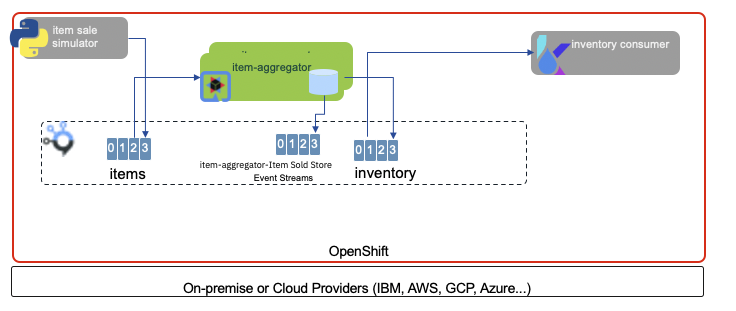 item sale
simulator
item-aggregator
inventory consumer
0 1 2 3
0 1 2 3
0 1 2 3
items
item-aggregator-Item Sold Store
Event Streams
inventory
OpenShift
On-premise or Cloud Providers (IBM, AWS, GCP, Azure...)